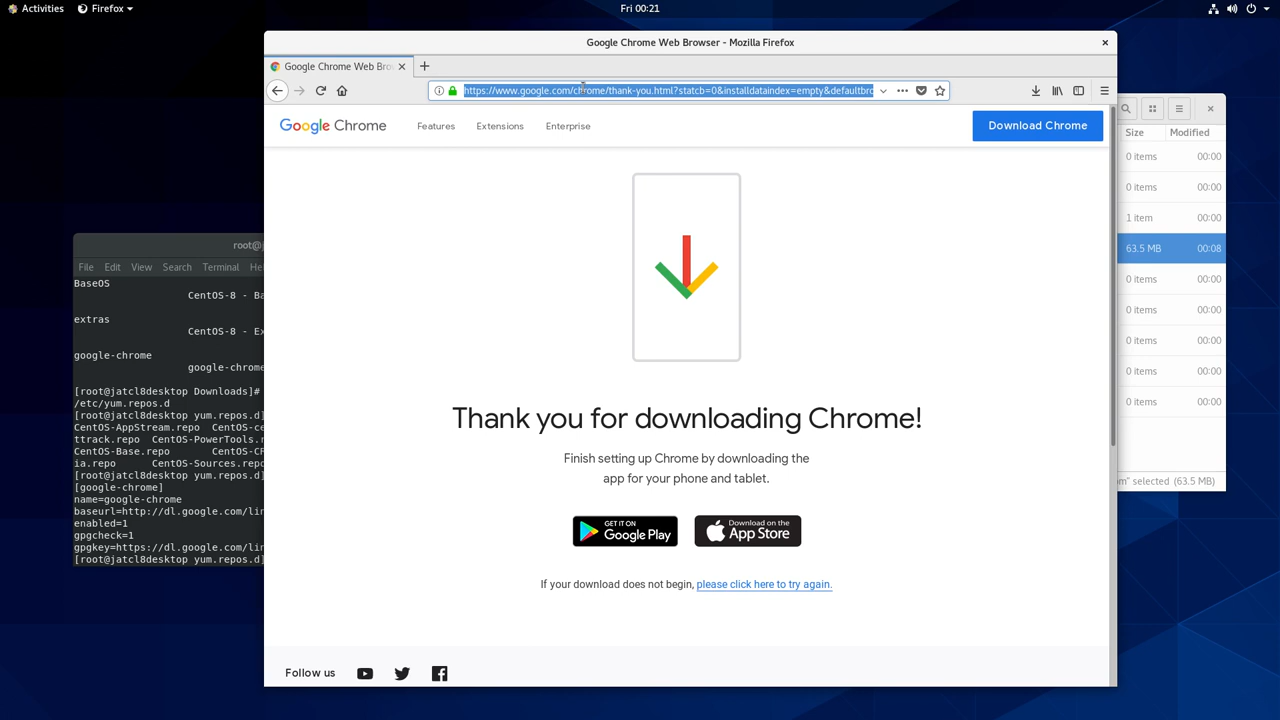 Activities Firefox Fri 00:21
Google Chrome Web Browser - Mozilla Firefox
Google Chrome Web Bro
https://www.google.com/chrome/thank-you.html?statcb=0&installdataindex=empty&defaultbro
Google Chrome Features Extensions Enterprise Download Chrome
Thank you for downloading Chrome!
Finish setting up Chrome by downloading the
app for your phone and tablet.
GET IT ON
Google Play
Download on the
App Store
If your download does not begin, please click here to try again.
Follow us
root@j
File Edit View Search Terminal He
BaseOS
CentOS-8 - Ba
extras
CentOS-8 - Ex
google-chrome
google-chrome
[root@jatcl8desktop Downloads]#
/etc/yum.repos.d
[root@jatcl8desktop yum.repos.d]
CentOS-AppStream.repo CentOS-ce
ttrack.repo CentOS-PowerTools.r
CentOS-Base.repo CentOS-CR
ia.repo CentOS-Sources.repo
[root@jatcl8desktop yum.repos.d]
[google-chrome]
name=google-chrome
baseurl=http://dl.google.com/lin
enabled=1
gpgcheck=1
gpgkey=https://dl.google.com/lin
[root@jatcl8desktop yum.repos.d]
Size Modified
0 items 00:00
0 items 00:00
1 item 00:00
63.5 MB 00:08
0 items 00:00
0 items 00:00
0 items 00:00
0 items 00:00
0 items 00:00
m" selected (63.5 MB)